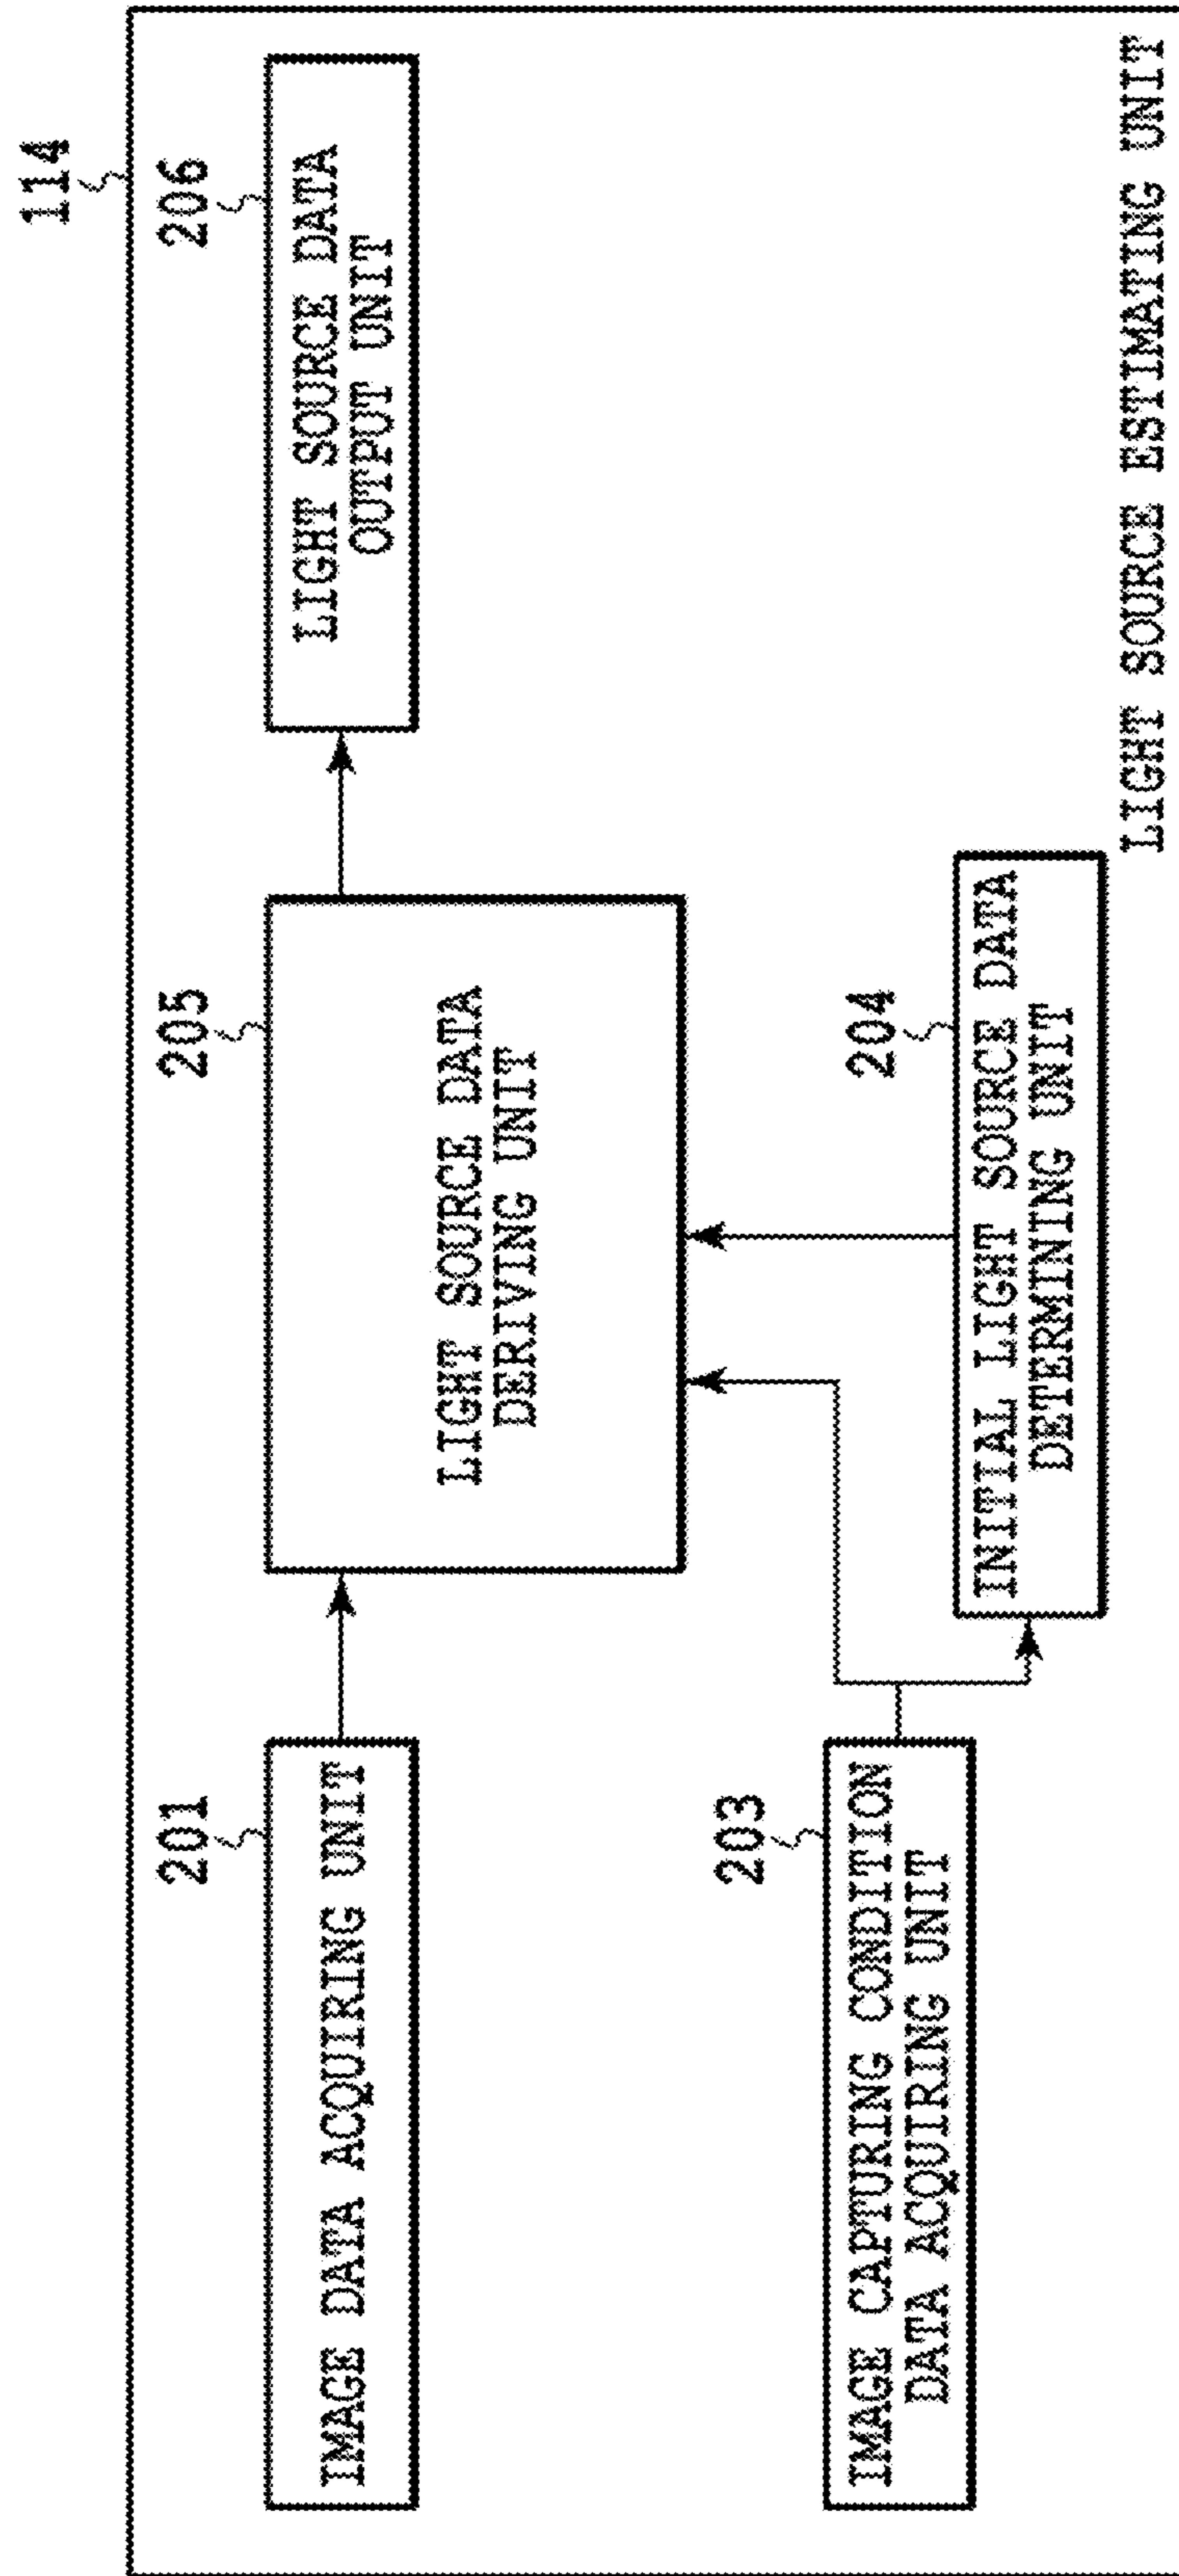 114
201
IMAGE DATA ACQUIRING UNIT
205
LIGHT SOURCE DATA
DERIVING UNIT
206
LIGHT SOURCE DATA
OUTPUT UNIT
203
IMAGE CAPTURING CONDITION
DATA ACQUIRING UNIT
204
INITIAL LIGHT SOURCE DATA
DETERMINING UNIT
LIGHT SOURCE ESTIMATING UNIT